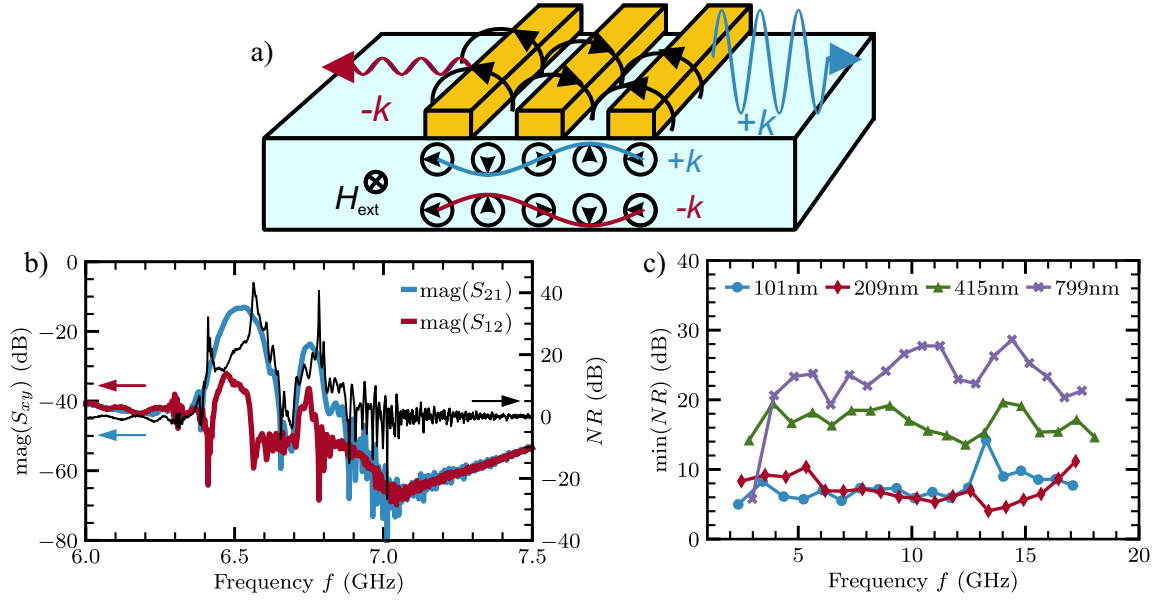 a)
-k
+k
+k
H_ext
-k
b)
c)
mag(S21)
mag(S12)
0
−20
−40
−60
−80
mag(Sxy) (dB)
40
20
0
−20
−40
NR (dB)
6.0
6.5
7.0
7.5
Frequency f (GHz)
101nm
209nm
415nm
799nm
40
30
20
10
0
min(NR) (dB)
5
10
15
20
Frequency f (GHz)